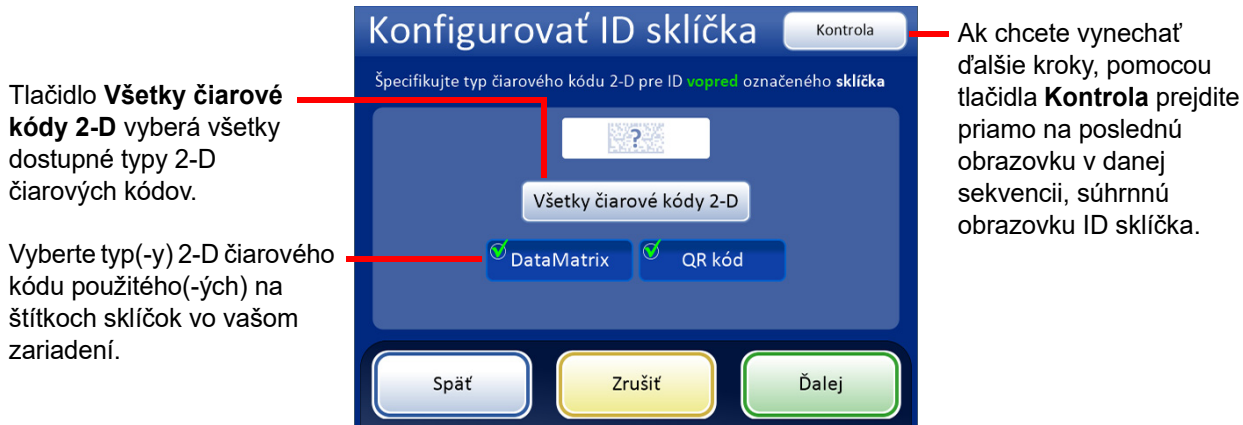 Tlačidlo Všetky čiarové
kódy 2-D vyberá všetky
dostupné typy 2-D
čiarových kódov.
Vyberte typ(-y) 2-D čiarového
kódu použitého(-ých) na
štítkoch sklíčok vo vašom
zariadení.
Konfigurovať ID sklíčka
Kontrola
Špecifikujte typ čiarového kódu 2-D pre ID vopred označeného sklíčka
?
Všetky čiarové kódy 2-D
DataMatrix
QR kód
Späť
Zrušiť
Ďalej
Ak chcete vynechať
ďalšie kroky, pomocou
tlačidla Kontrola prejdite
priamo na poslednú
obrazovku v danej
sekvencii, súhrnnú
obrazovku ID sklíčka.